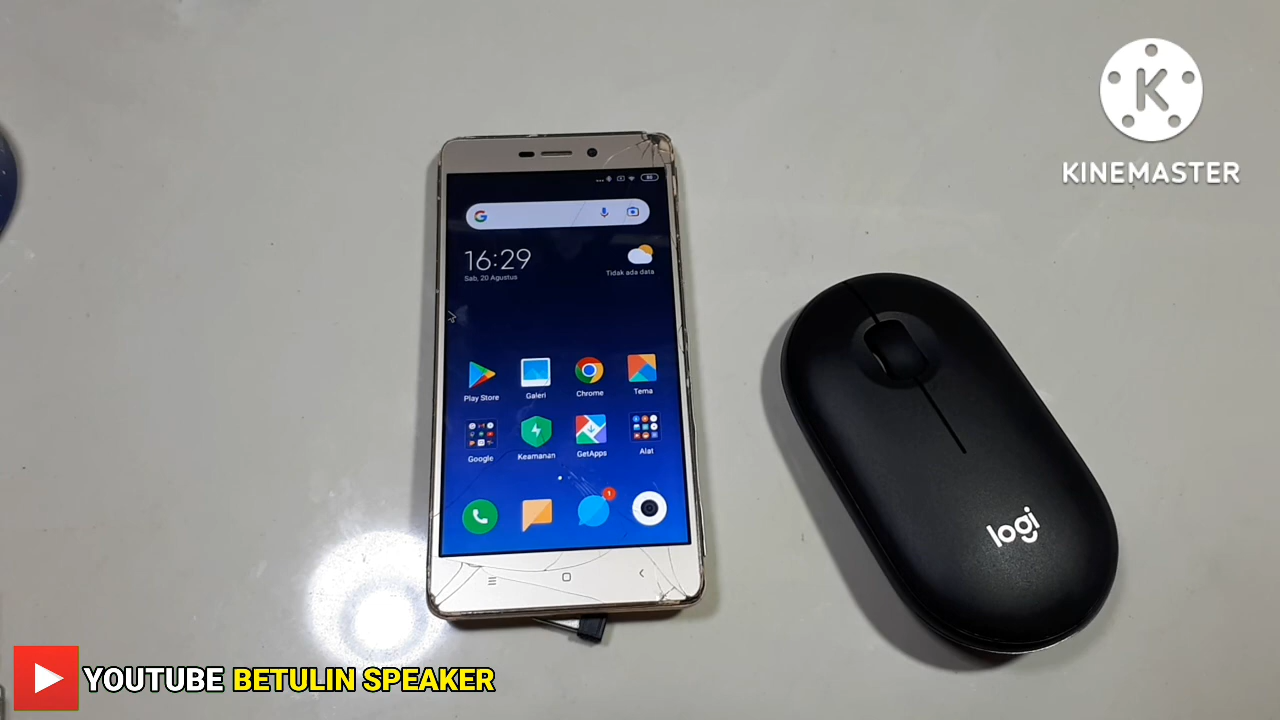 KINEMASTER
16:29
Sab, 20 Agustus
Tidak ada data
Play Store
Galeri
Chrome
Tema
Google
Keamanan
GetApps
Alat
1
logi
YOUTUBE BETULIN SPEAKER